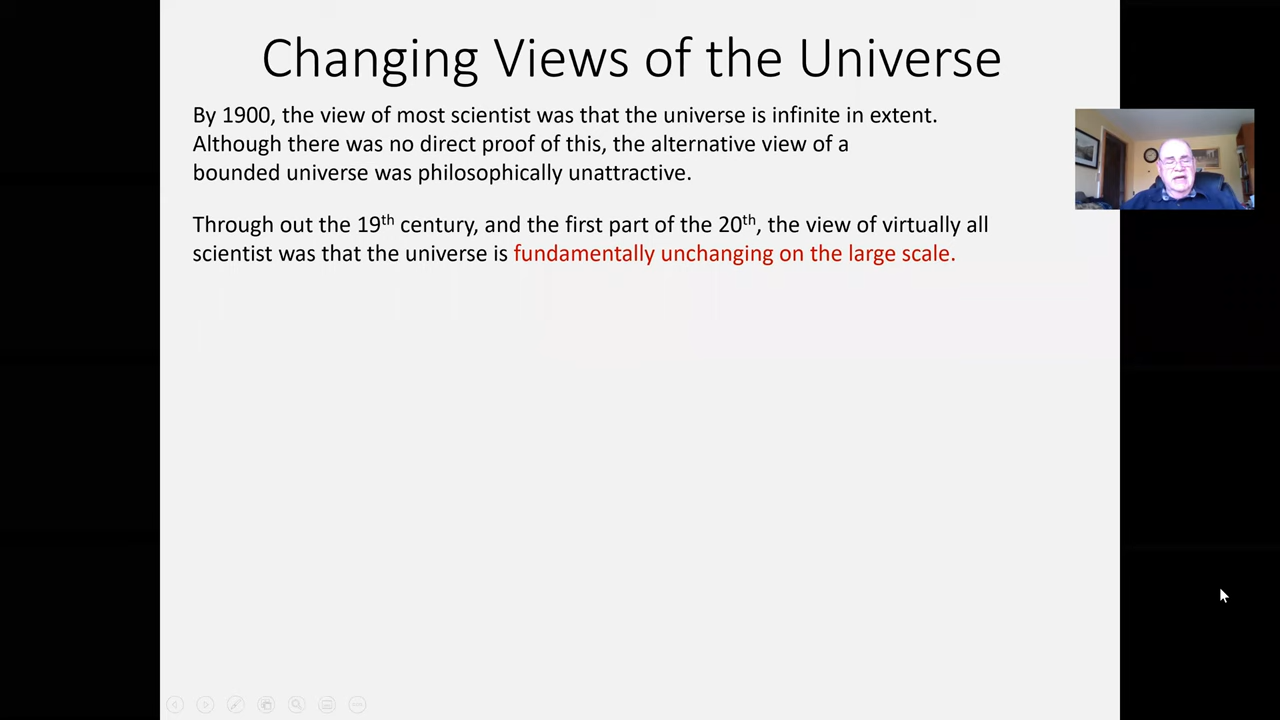 Changing Views of the Universe
By 1900, the view of most scientist was that the universe is infinite in extent.
Although there was no direct proof of this, the alternative view of a
bounded universe was philosophically unattractive.
Through out the 19th century, and the first part of the 20th, the view of virtually all
scientist was that the universe is fundamentally unchanging on the large scale.